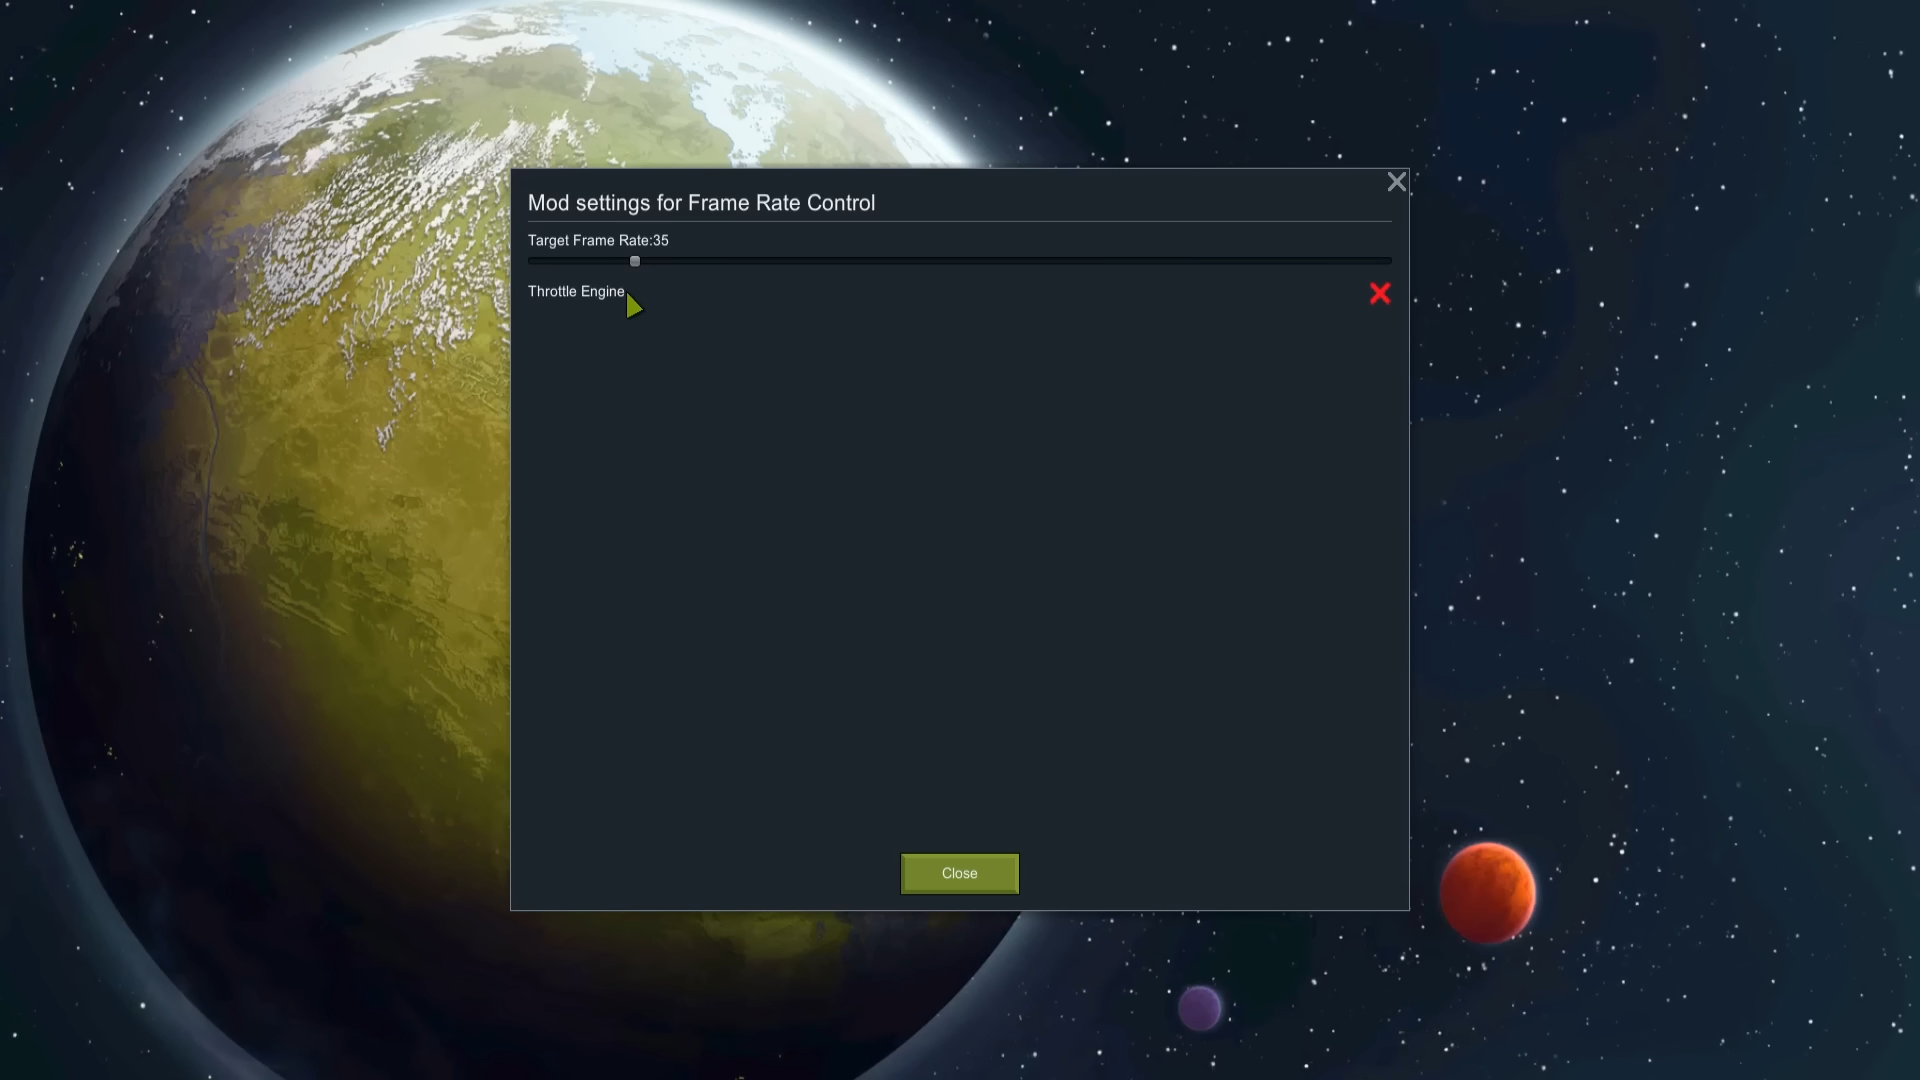 Mod settings for Frame Rate Control
Target Frame Rate:35
Throttle Engine
Close